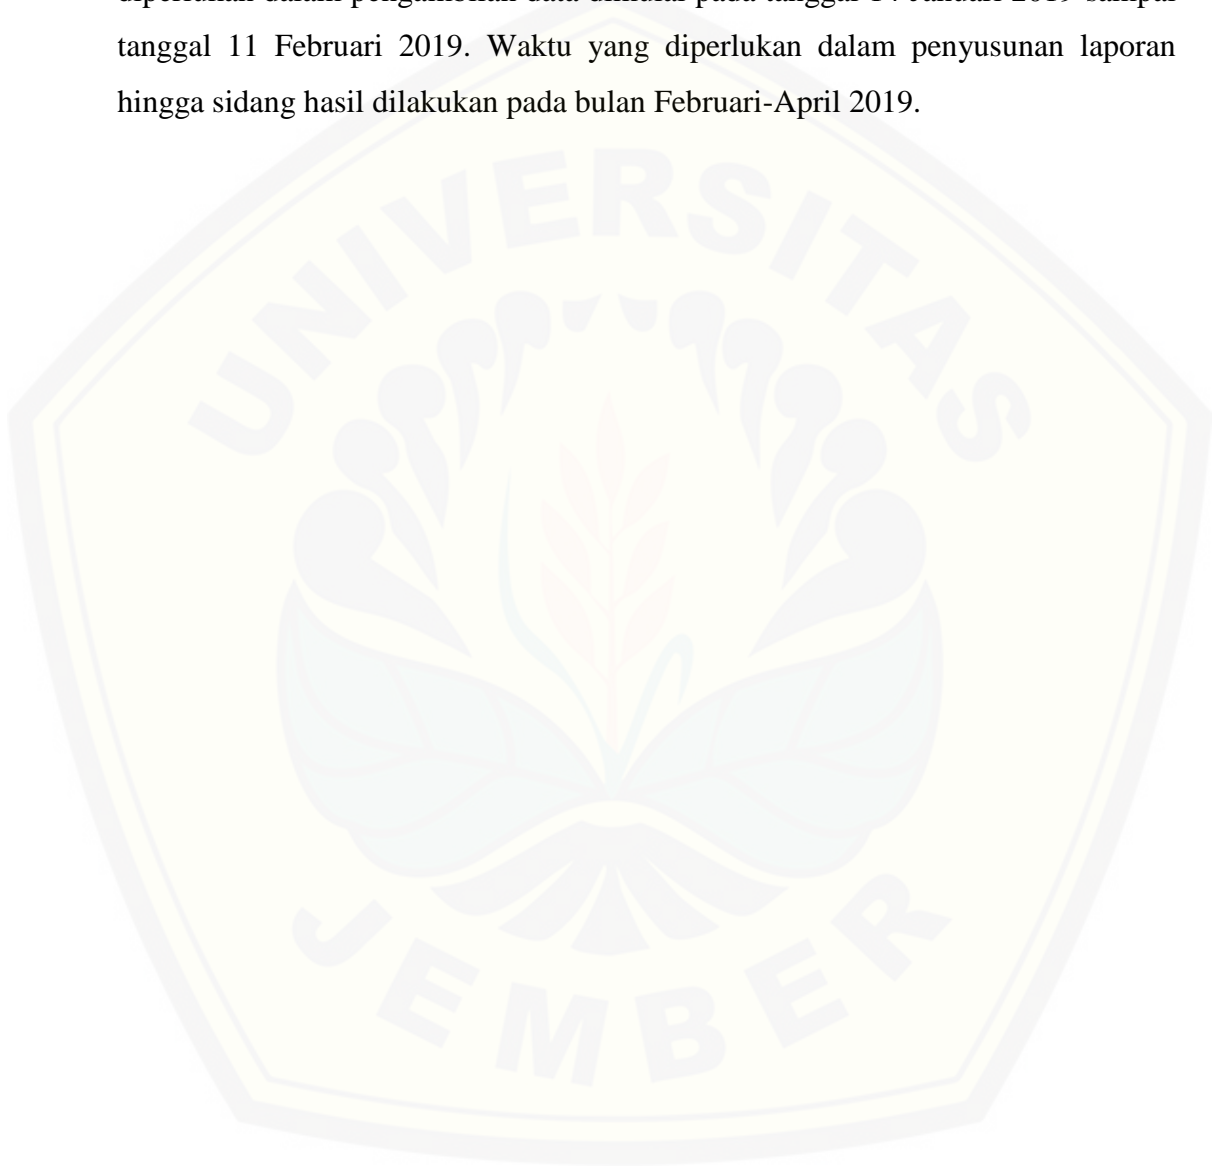 diperlukan dalam pengambilan data dimulai pada tanggal 14 Januari 2019 sampai
tanggal 11 Februari 2019. Waktu yang diperlukan dalam penyusunan laporan
hingga sidang hasil dilakukan pada bulan Februari-April 2019.
UNIVERSITAS
JEMBER